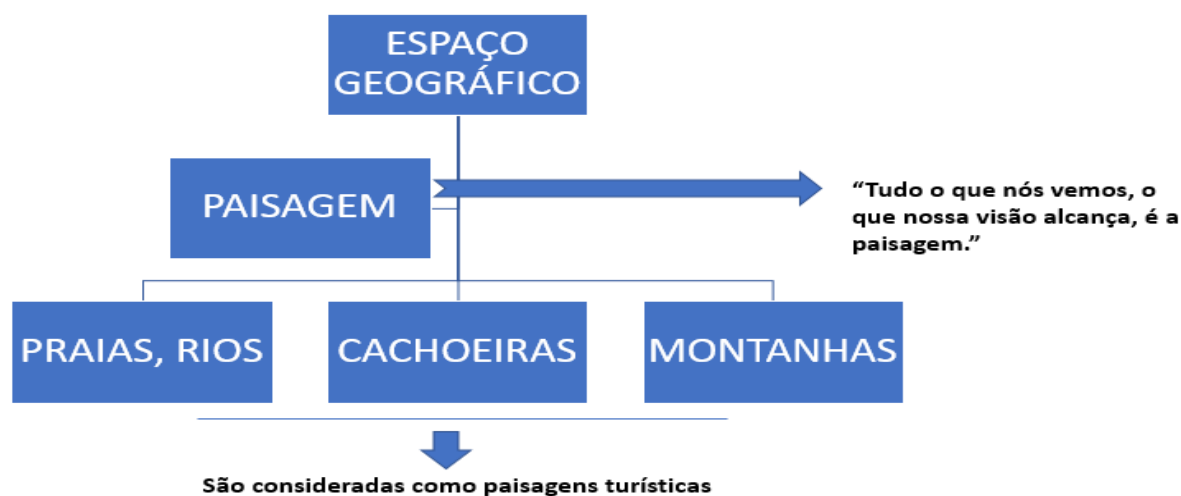 ESPAÇO
GEOGRÁFICO
PAISAGEM
“Tudo o que nós vemos, o
que nossa visão alcança, é a
paisagem.”
PRAIAS, RIOS
CACHOEIRAS
MONTANHAS
São consideradas como paisagens turísticas